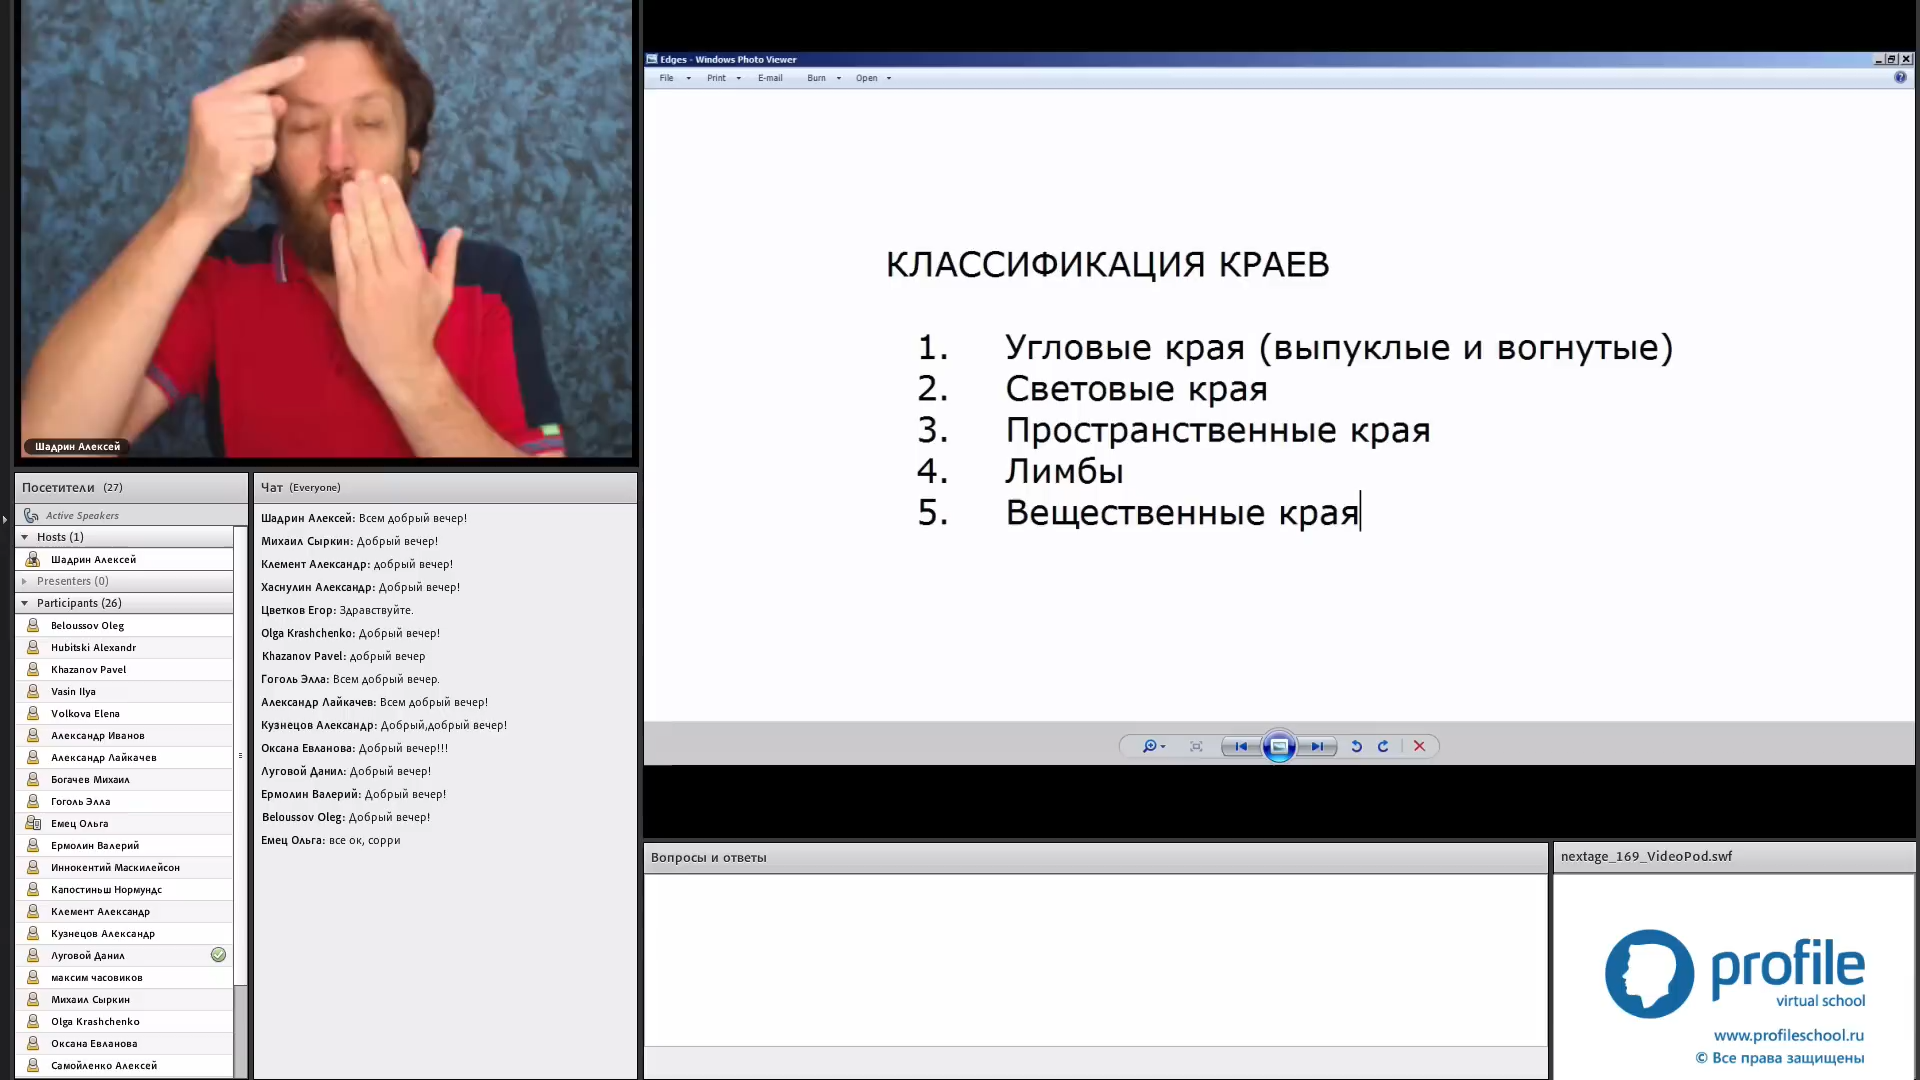 Шадрин Алексей
Посетители (27)
Active Speakers
Hosts (1)
Шадрин Алексей
Presenters (0)
Participants (26)
Beloussov Oleg
Hubitski Alexandr
Khazanov Pavel
Vasin Ilya
Volkova Elena
Александр Иванов
Александр Лайкачев
Богачев Михаил
Гоголь Элла
Емец Ольга
Ермолин Валерий
Иннокентий Маскилейсон
Капостиньш Нормундс
Клемент Александр
Кузнецов Александр
Луговой Данил
максим часовиков
Михаил Сыркин
Olga Krashchenko
Оксана Евланова
Самойленко Алексей
Чат (Everyone)
Шадрин Алексей: Всем добрый вечер!
Михаил Сыркин: Добрый вечер!
Клемент Александр: добрый вечер!
Хаснулин Александр: Добрый вечер!
Цветков Егор: Здравствуйте.
Olga Krashchenko: Добрый вечер!
Khazanov Pavel: добрый вечер
Гоголь Элла: Всем добрый вечер.
Александр Лайкачев: Всем добрый вечер!
Кузнецов Александр: Добрый,добрый вечер!
Оксана Евланова: Добрый вечер!!!
Луговой Данил: Добрый вечер!
Ермолин Валерий: Добрый вечер!
Beloussov Oleg: Добрый вечер!
Емец Ольга: все ок, сорри
Edges - Windows Photo Viewer
File Print E-mail Burn Open
КЛАССИФИКАЦИЯ КРАЕВ
1. Угловые края (выпуклые и вогнутые)
2. Световые края
3. Пространственные края
4. Лимбы
5. Вещественные края
Вопросы и ответы
nextage_169_VideoPod.swf
profile
virtual school
www.profileschool.ru
© Все права защищены